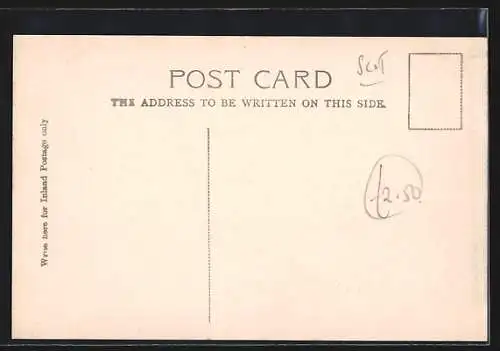 Scot
POST CARD
THE ADDRESS TO BE WRITTEN ON THIS SIDE.
Write here for Inland Postage only
£2.50